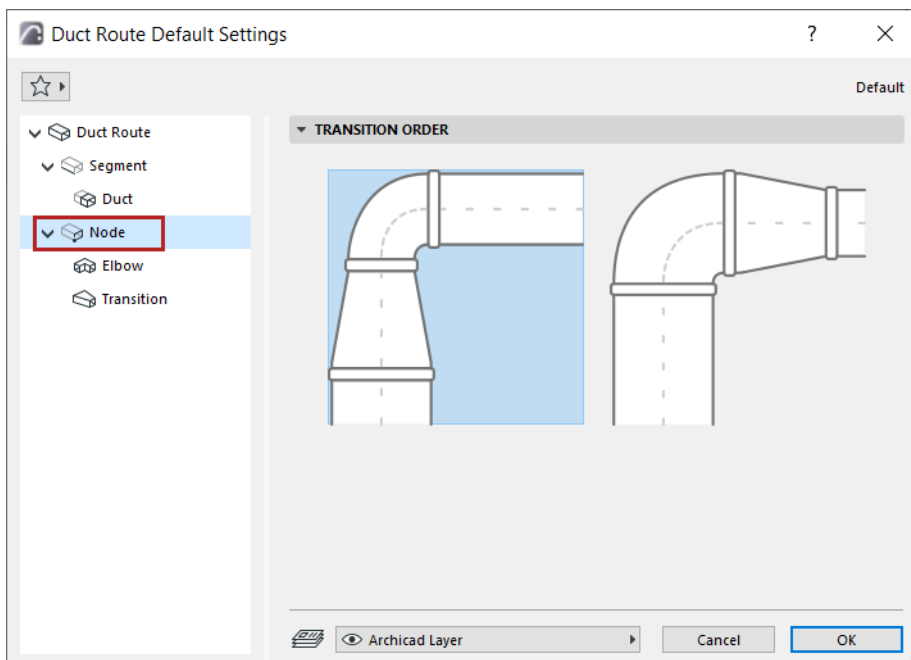 Duct Route Default Settings
?
Default
Duct Route
TRANSITION ORDER
Segment
Duct
Node
Elbow
Transition
Archicad Layer
Cancel
OK